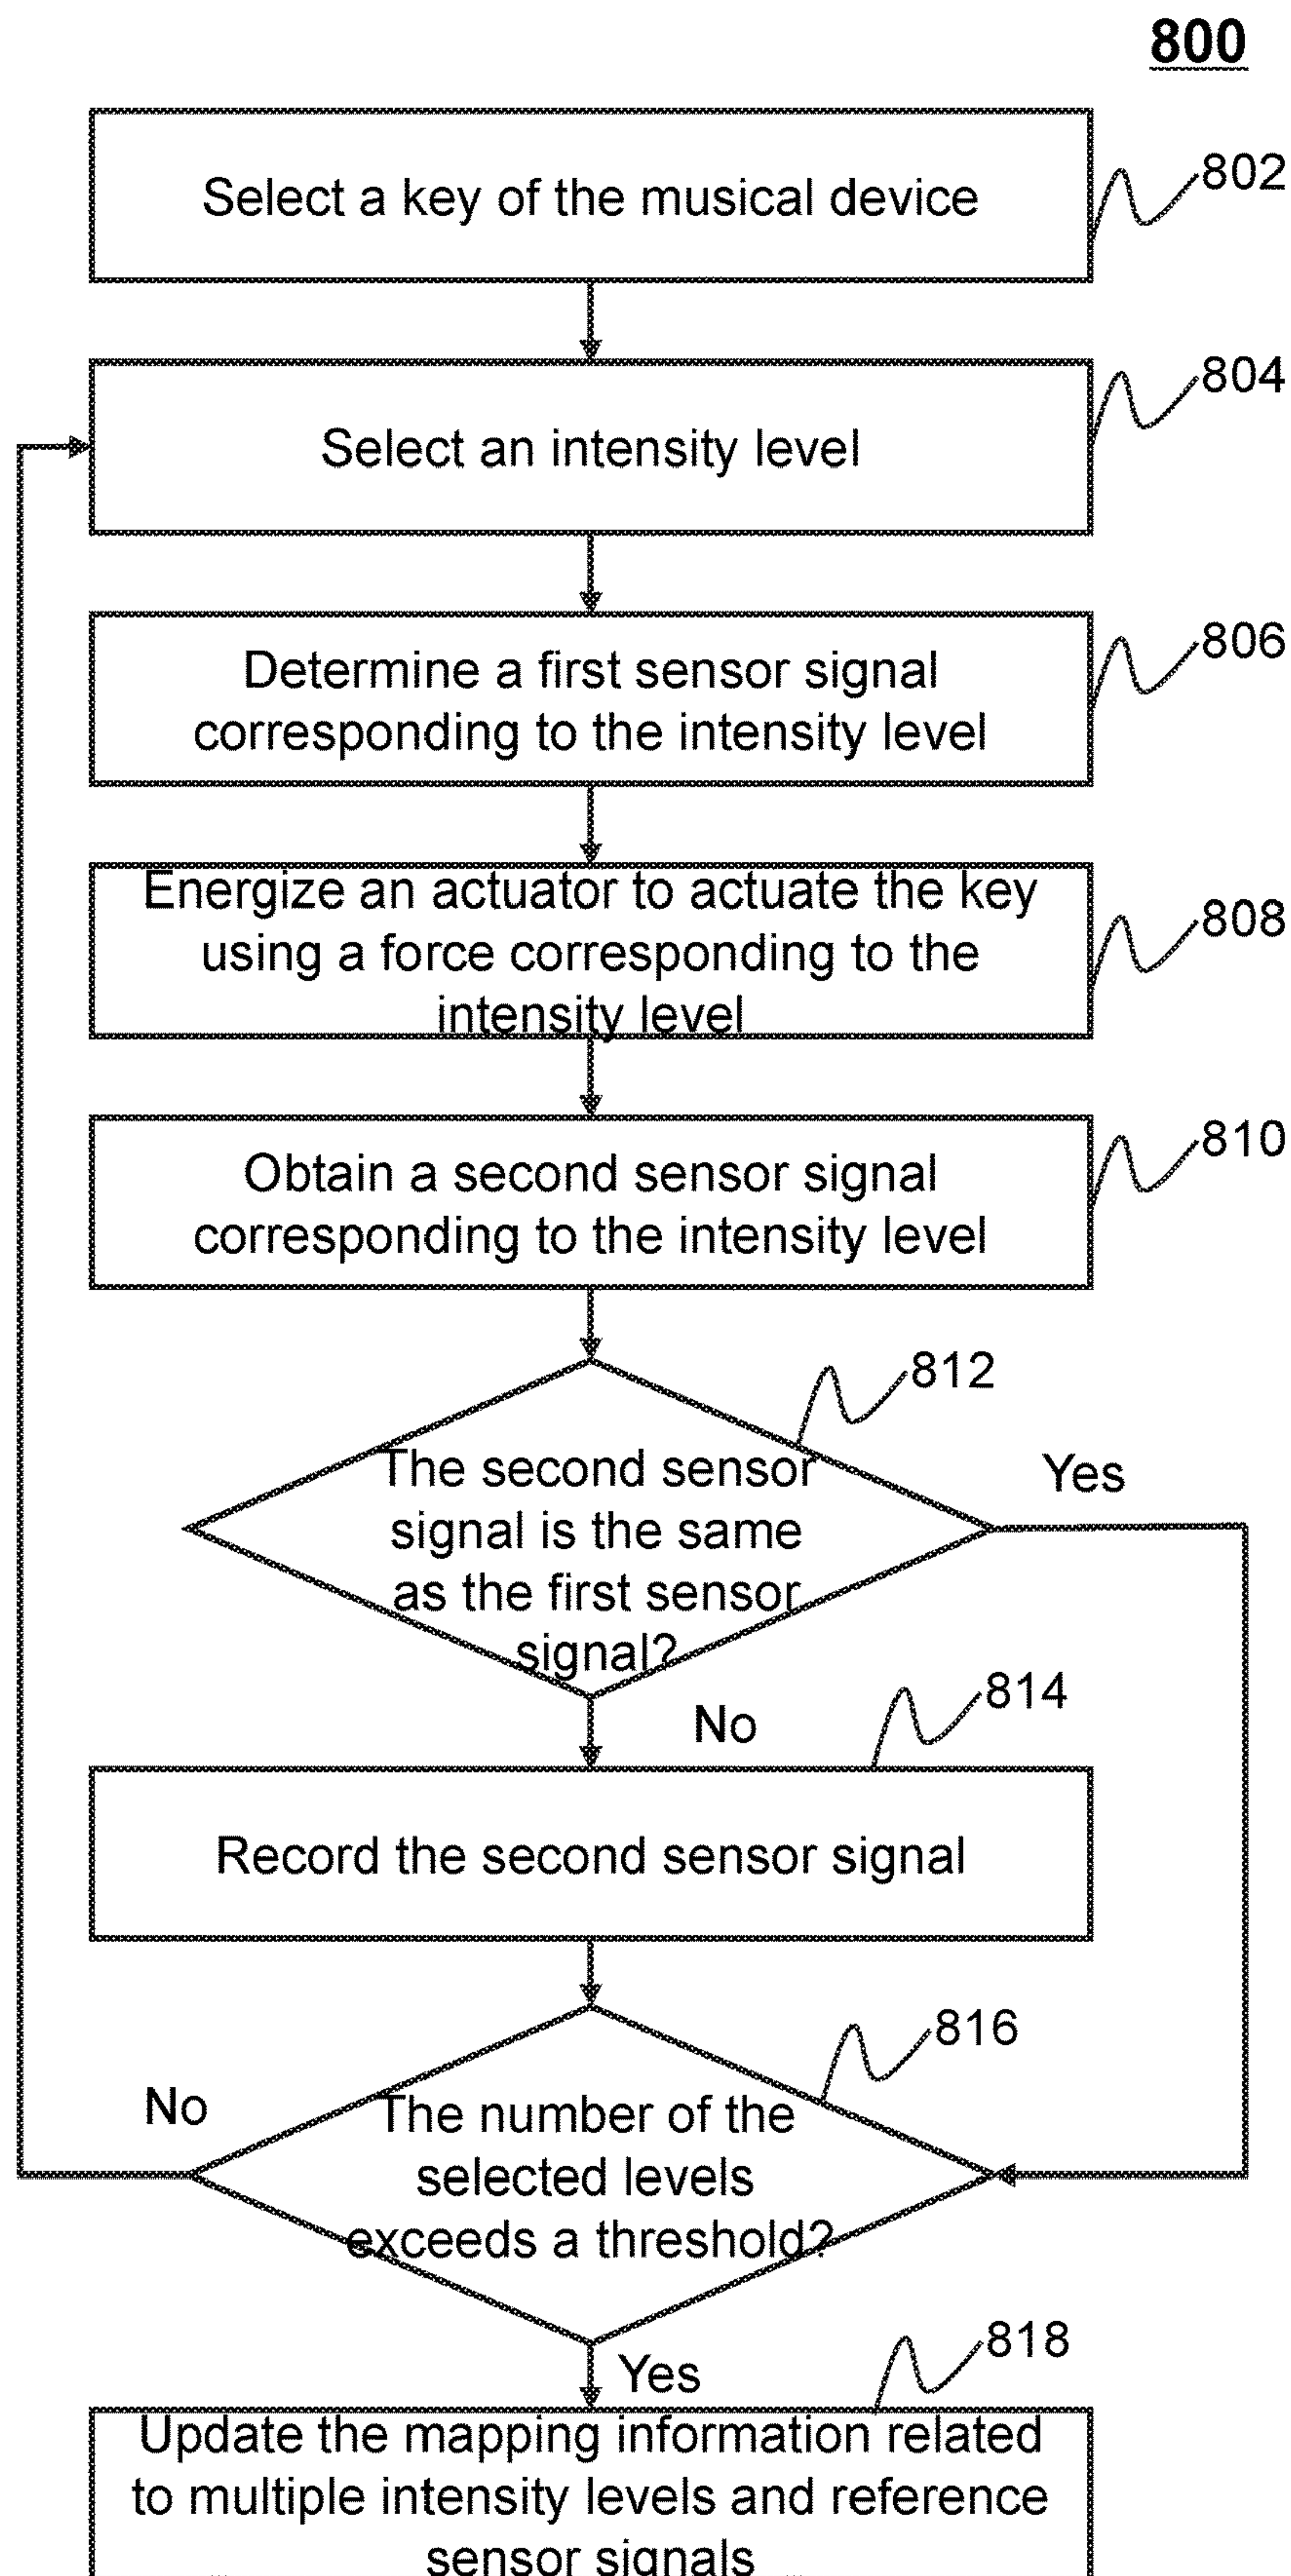 800
Select a key of the musical device
802
Select an intensity level
804
Determine a first sensor signal
corresponding to the intensity level
806
Energize an actuator to actuate the key
using a force corresponding to the
intensity level
808
Obtain a second sensor signal
corresponding to the intensity level
810
812
The second sensor
signal is the same
as the first sensor
signal?
Yes
No
814
Record the second sensor signal
816
No
The number of the
selected levels
exceeds a threshold?
Yes
818
Update the mapping information related
to multiple intensity levels and reference
sensor signals